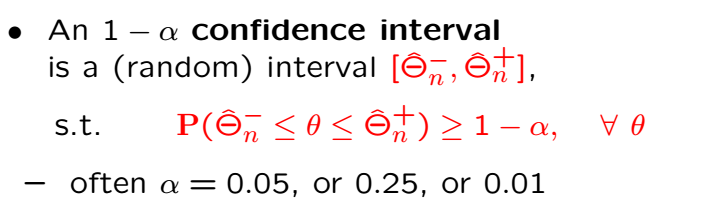 • An 1 − α confidence interval
is a (random) interval [Θ̂ₙ⁻, Θ̂ₙ⁺],
s.t. P(Θ̂ₙ⁻ ≤ θ ≤ Θ̂ₙ⁺) ≥ 1 − α, ∀ θ
− often α = 0.05, or 0.25, or 0.01